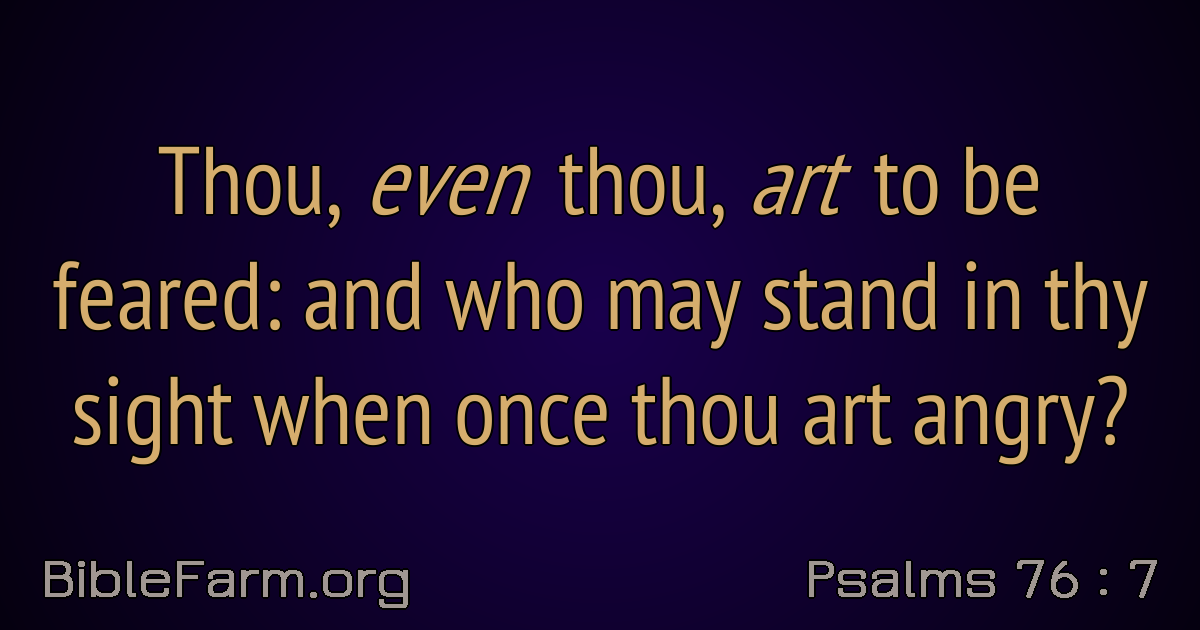 Thou, even thou, art to be
feared: and who may stand in thy
sight when once thou art angry?
BibleFarm.org
Psalms 76 : 7